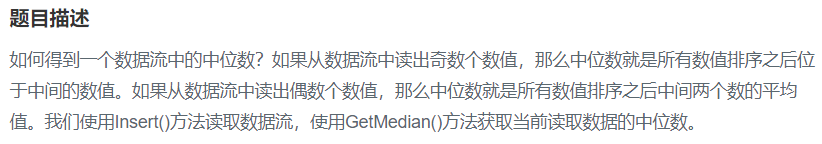 题目描述
如何得到一个数据流中的中位数？如果从数据流中读出奇数个数值，那么中位数就是所有数值排序之后位
于中间的数值。如果从数据流中读出偶数个数值，那么中位数就是所有数值排序之后中间两个数的平均
值。我们使用Insert()方法读取数据流，使用GetMedian()方法获取当前读取数据的中位数。